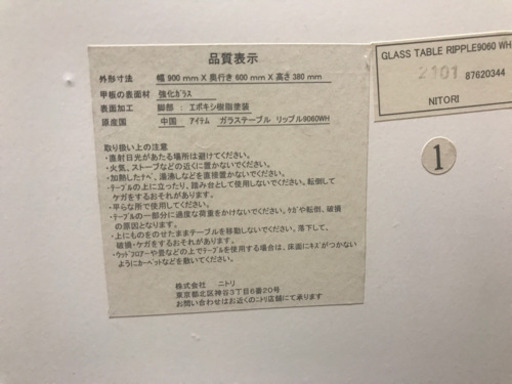 品質表示
外形寸法 幅900mm X 奥行き 600mm X 高さ 380mm
甲板の表面材 強化ガラス
表面加工 脚部 : エポキシ樹脂塗装
原産国 中国 アイテム ガラステーブル リップル9060WH
取り扱い上の注意
・直射日光があたる場所は避けてください。
・火気、ストーブなどの近くに置かないでください。
・加熱したナベ、湯沸しなどを直接置かないでください。
・テーブルの上に立ったり、踏み台として使用しないでください。転倒して
ケガをするおそれがあります。
・平らな所で使用してください。
・テーブルの一部分に過度な荷重をかけないでください。ケガや転倒、破損
の原因となります。
・上にものをのせたままテーブルを移動しないでください。落下して、
破損・ケガをするおそれがあります。
・ウッドフロアーや畳などの上でテーブルを使用する場合は、床面にキズがつかない
ようにカーペットなどを敷いてください。
株式会社 ニトリ
東京都北区神谷3丁目6番20号
お問い合わせはお近くのニトリ店舗にて承ります。
GLASS TABLE RIPPLE9060 WH
2101 87620344
NITORI
1